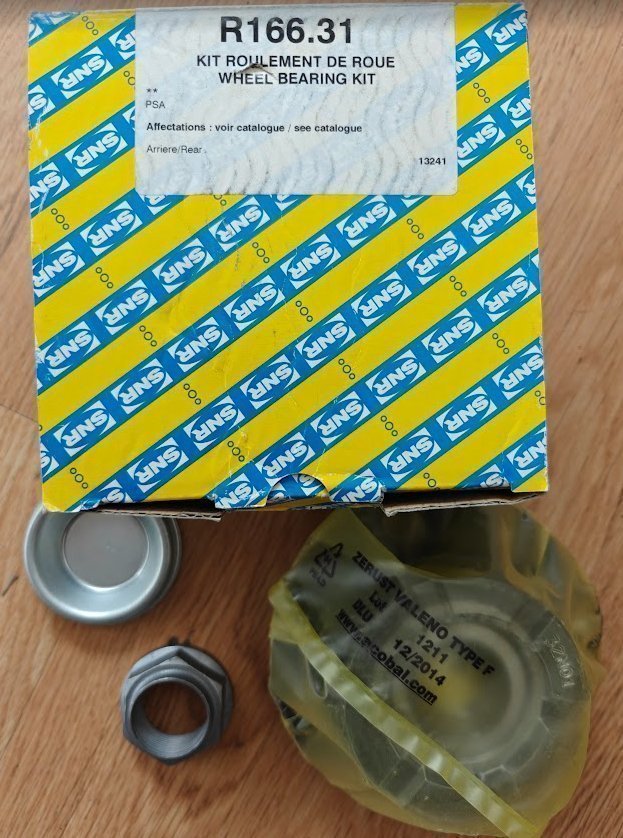 R166.31
KIT ROULEMENT DE ROUE
WHEEL BEARING KIT
**
PSA
Affectations : voir catalogue / see catalogue
Arriere/Rear
13241
SNR
ZERUST VALENO TYPE F
Lot 1211
DLU 12/2014
www.acobal.com